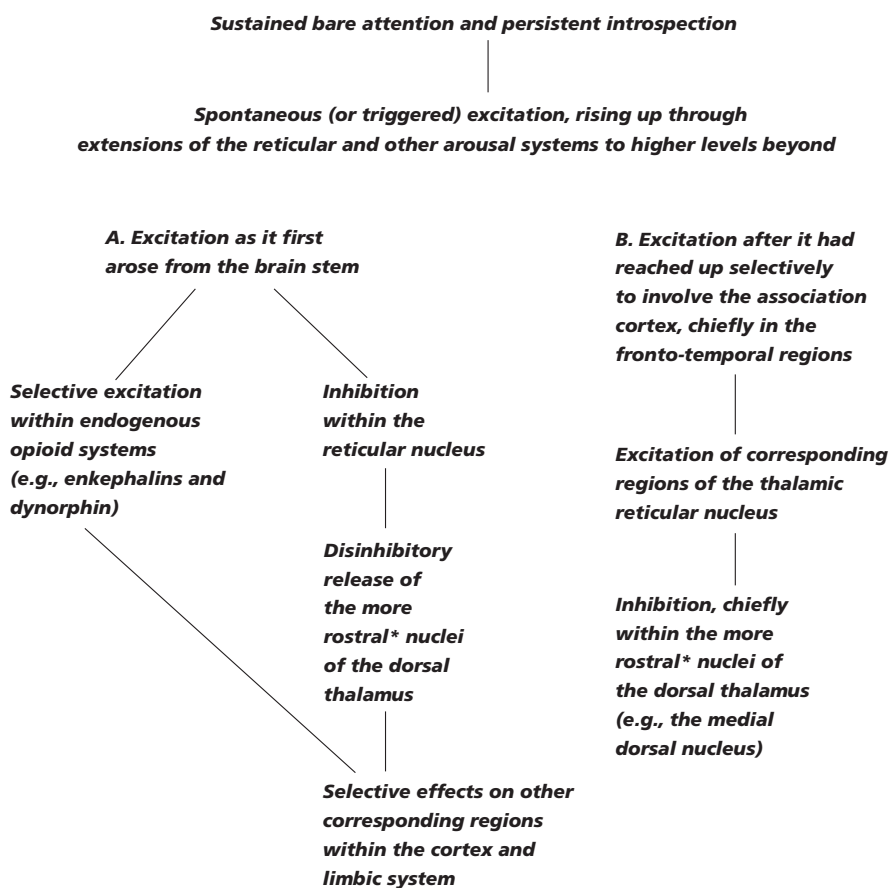 Sustained bare attention and persistent introspection
Spontaneous (or triggered) excitation, rising up through
extensions of the reticular and other arousal systems to higher levels beyond
A. Excitation as it first
arose from the brain stem
B. Excitation after it had
reached up selectively
to involve the association
cortex, chiefly in the
fronto-temporal regions
Selective excitation
within endogenous
opioid systems
(e.g., enkephalins and
dynorphin)
Inhibition
within the
reticular nucleus
Excitation of corresponding
regions of the thalamic
reticular nucleus
Disinhibitory
release of
the more
rostral* nuclei
of the dorsal
thalamus
Inhibition, chiefly
within the more
rostral* nuclei of
the dorsal thalamus
(e.g., the medial
dorsal nucleus)
Selective effects on other
corresponding regions
within the cortex and
limbic system